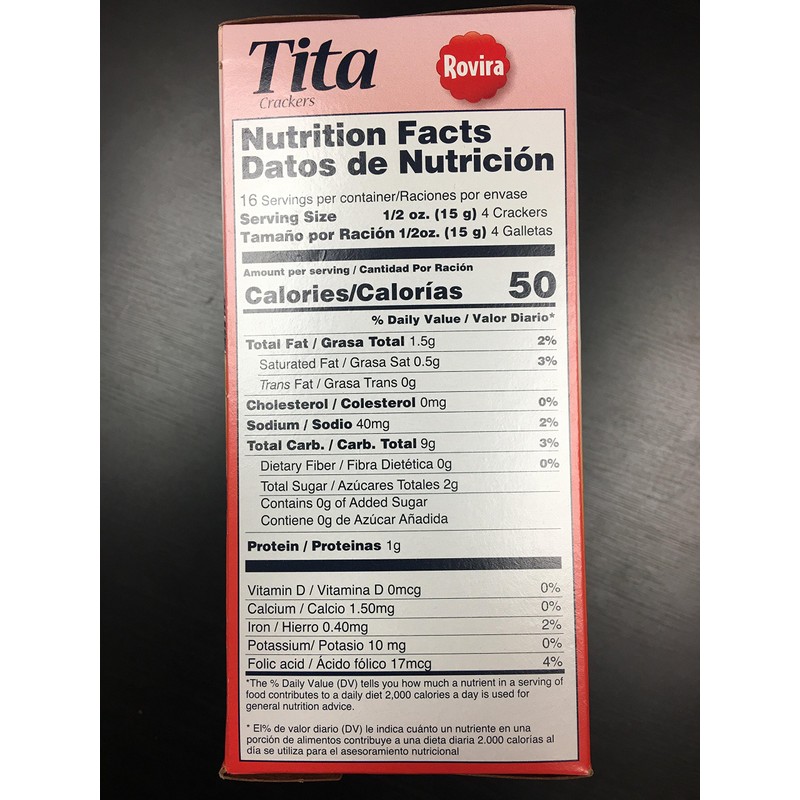 Tita
Crackers
Rovira
Nutrition Facts
Datos de Nutrición
16 Servings per container/Raciones por envase
Serving Size 1/2 oz. (15 g) 4 Crackers
Tamaño por Ración 1/2oz. (15 g) 4 Galletas
Amount per serving / Cantidad Por Ración
Calories/Calorías 50
% Daily Value / Valor Diario*
Total Fat / Grasa Total 1.5g 2%
Saturated Fat / Grasa Sat 0.5g 3%
Trans Fat / Grasa Trans 0g
Cholesterol / Colesterol 0mg 0%
Sodium / Sodio 40mg 2%
Total Carb. / Carb. Total 9g 3%
Dietary Fiber / Fibra Dietética 0g 0%
Total Sugar / Azúcares Totales 2g
Contains 0g of Added Sugar
Contiene 0g de Azúcar Añadida
Protein / Proteinas 1g
Vitamin D / Vitamina D 0mcg 0%
Calcium / Calcio 1.50mg 0%
Iron / Hierro 0.40mg 2%
Potassium/ Potasio 10 mg 0%
Folic acid / Ácido fólico 17mcg 4%
*The % Daily Value (DV) tells you how much a nutrient in a serving of
food contributes to a daily diet 2,000 calories a day is used for
general nutrition advice.
* El% de valor diario (DV) le indica cuánto un nutriente en una
porción de alimentos contribuye a una dieta diaria 2.000 calorías al
día se utiliza para el asesoramiento nutricional